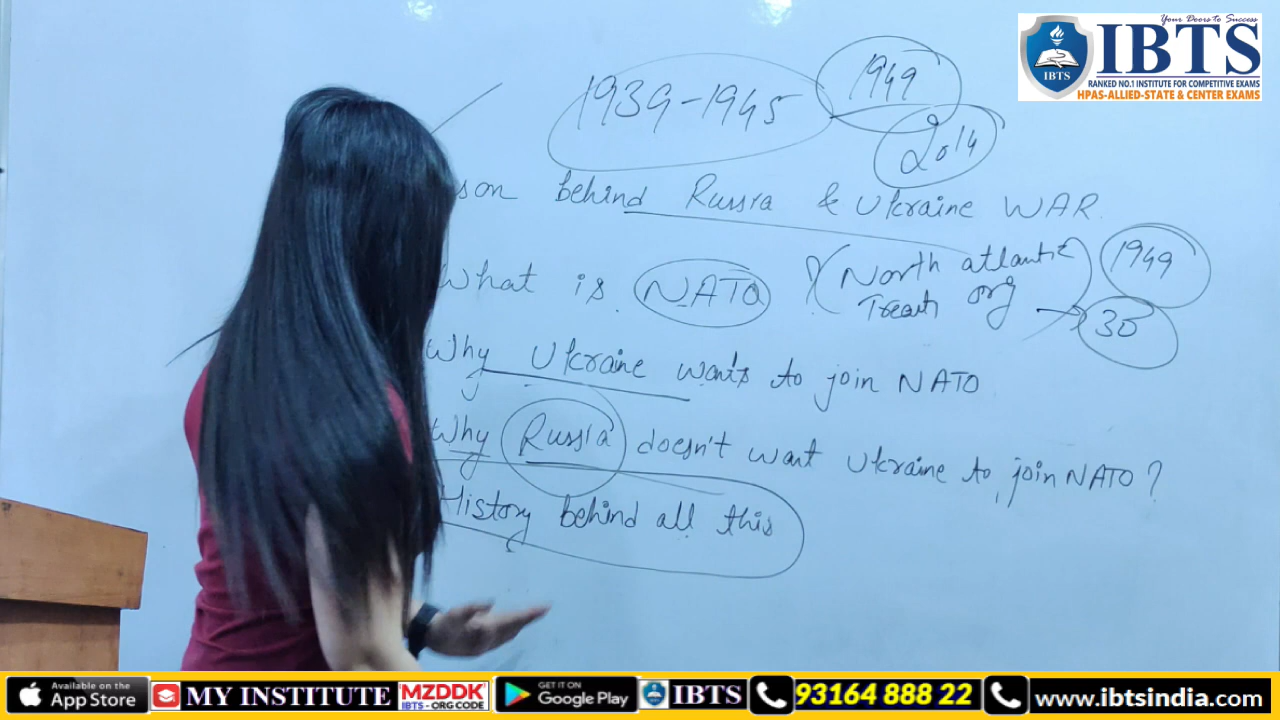 Your Doors to Success
IBTS
IBTS
RANKED NO.1 INSTITUTE FOR COMPETITIVE EXAMS
HPAS-ALLIED-STATE & CENTER EXAMS
1939-1945
1949
2014
son behind Russia & Ukraine WAR.
What is NATO ? (North atlantic
Treaty org)
1949
30
Why Ukraine wants to join NATO
Why Russia doesn't want Ukraine to join NATO?
History behind all this
Available on the
App Store
MY INSTITUTE
MZDDK
IBTS - ORG CODE
GET IT ON
Google Play
IBTS
IBTS
93164 888 22
www.ibtsindia.com